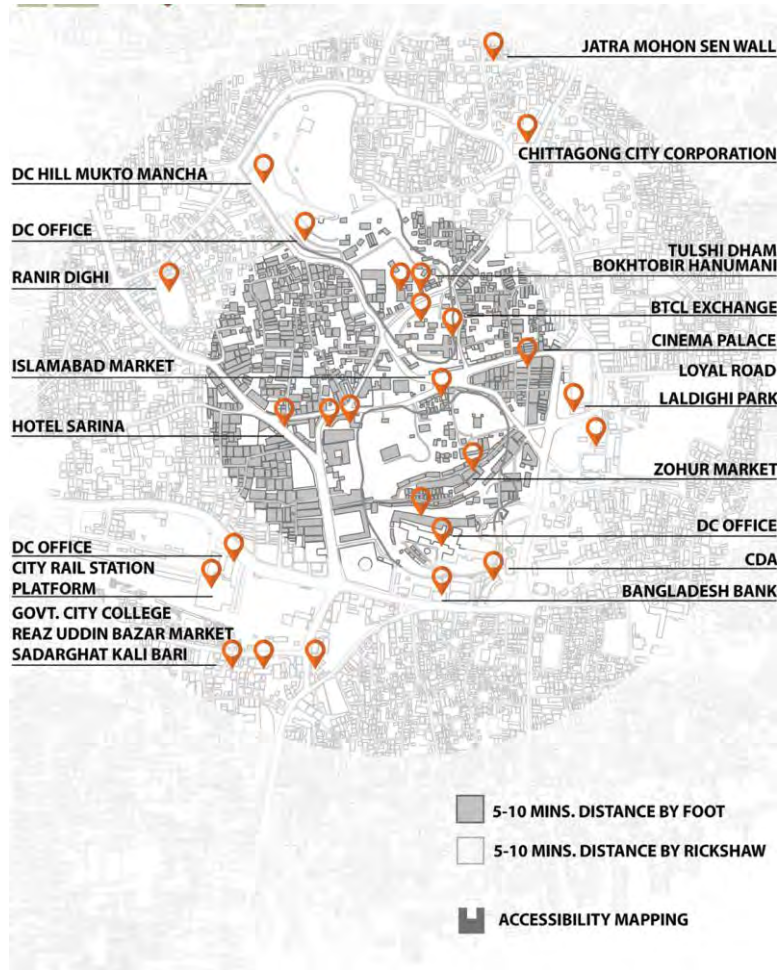 JATRA MOHON SEN WALL
CHITTAGONG CITY CORPORATION
DC HILL MUKTO MANCHA
DC OFFICE
RANIR DIGHI
ISLAMABAD MARKET
HOTEL SARINA
TULSHI DHAM
BOKHTOBIR HANUMANI
BTCL EXCHANGE
CINEMA PALACE
LOYAL ROAD
LALDIGHI PARK
ZOHUR MARKET
DC OFFICE
CDA
BANGLADESH BANK
DC OFFICE
CITY RAIL STATION
PLATFORM
GOVT. CITY COLLEGE
REAZ UDDIN BAZAR MARKET
SADARGHAT KALI BARI
5-10 MINS. DISTANCE BY FOOT
5-10 MINS. DISTANCE BY RICKSHAW
ACCESSIBILITY MAPPING